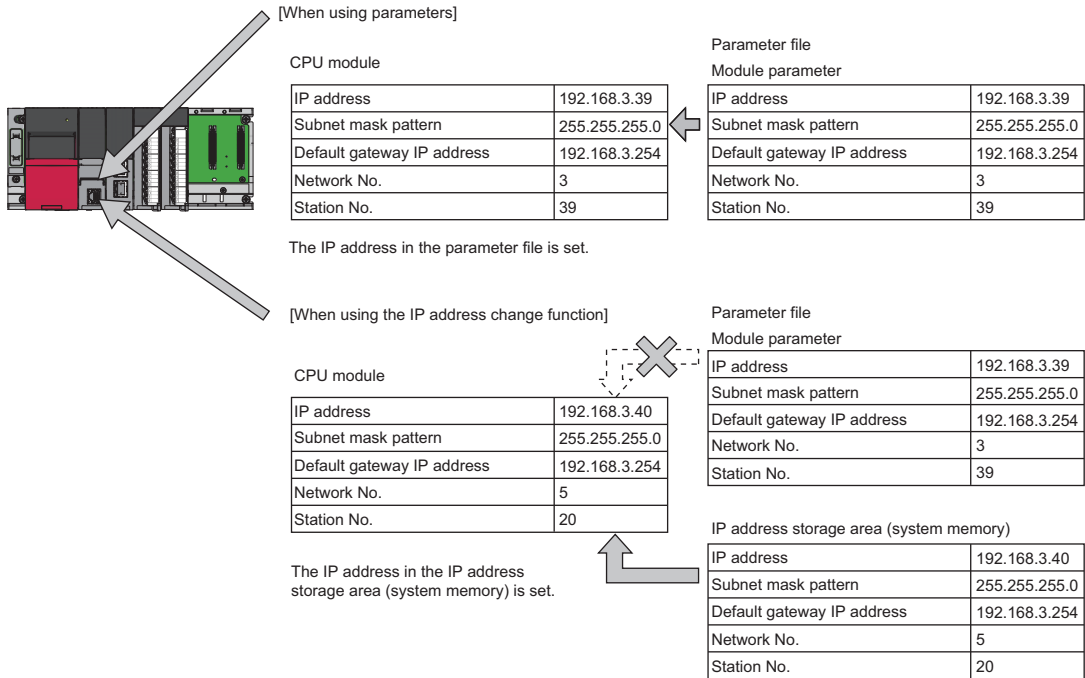 [When using parameters]
CPU module
IP address 192.168.3.39
Subnet mask pattern 255.255.255.0
Default gateway IP address 192.168.3.254
Network No. 3
Station No. 39
The IP address in the parameter file is set.
Parameter file
Module parameter
IP address 192.168.3.39
Subnet mask pattern 255.255.255.0
Default gateway IP address 192.168.3.254
Network No. 3
Station No. 39
[When using the IP address change function]
CPU module
IP address 192.168.3.40
Subnet mask pattern 255.255.255.0
Default gateway IP address 192.168.3.254
Network No. 5
Station No. 20
The IP address in the IP address
storage area (system memory) is set.
Parameter file
Module parameter
IP address 192.168.3.39
Subnet mask pattern 255.255.255.0
Default gateway IP address 192.168.3.254
Network No. 3
Station No. 39
IP address storage area (system memory)
IP address 192.168.3.40
Subnet mask pattern 255.255.255.0
Default gateway IP address 192.168.3.254
Network No. 5
Station No. 20